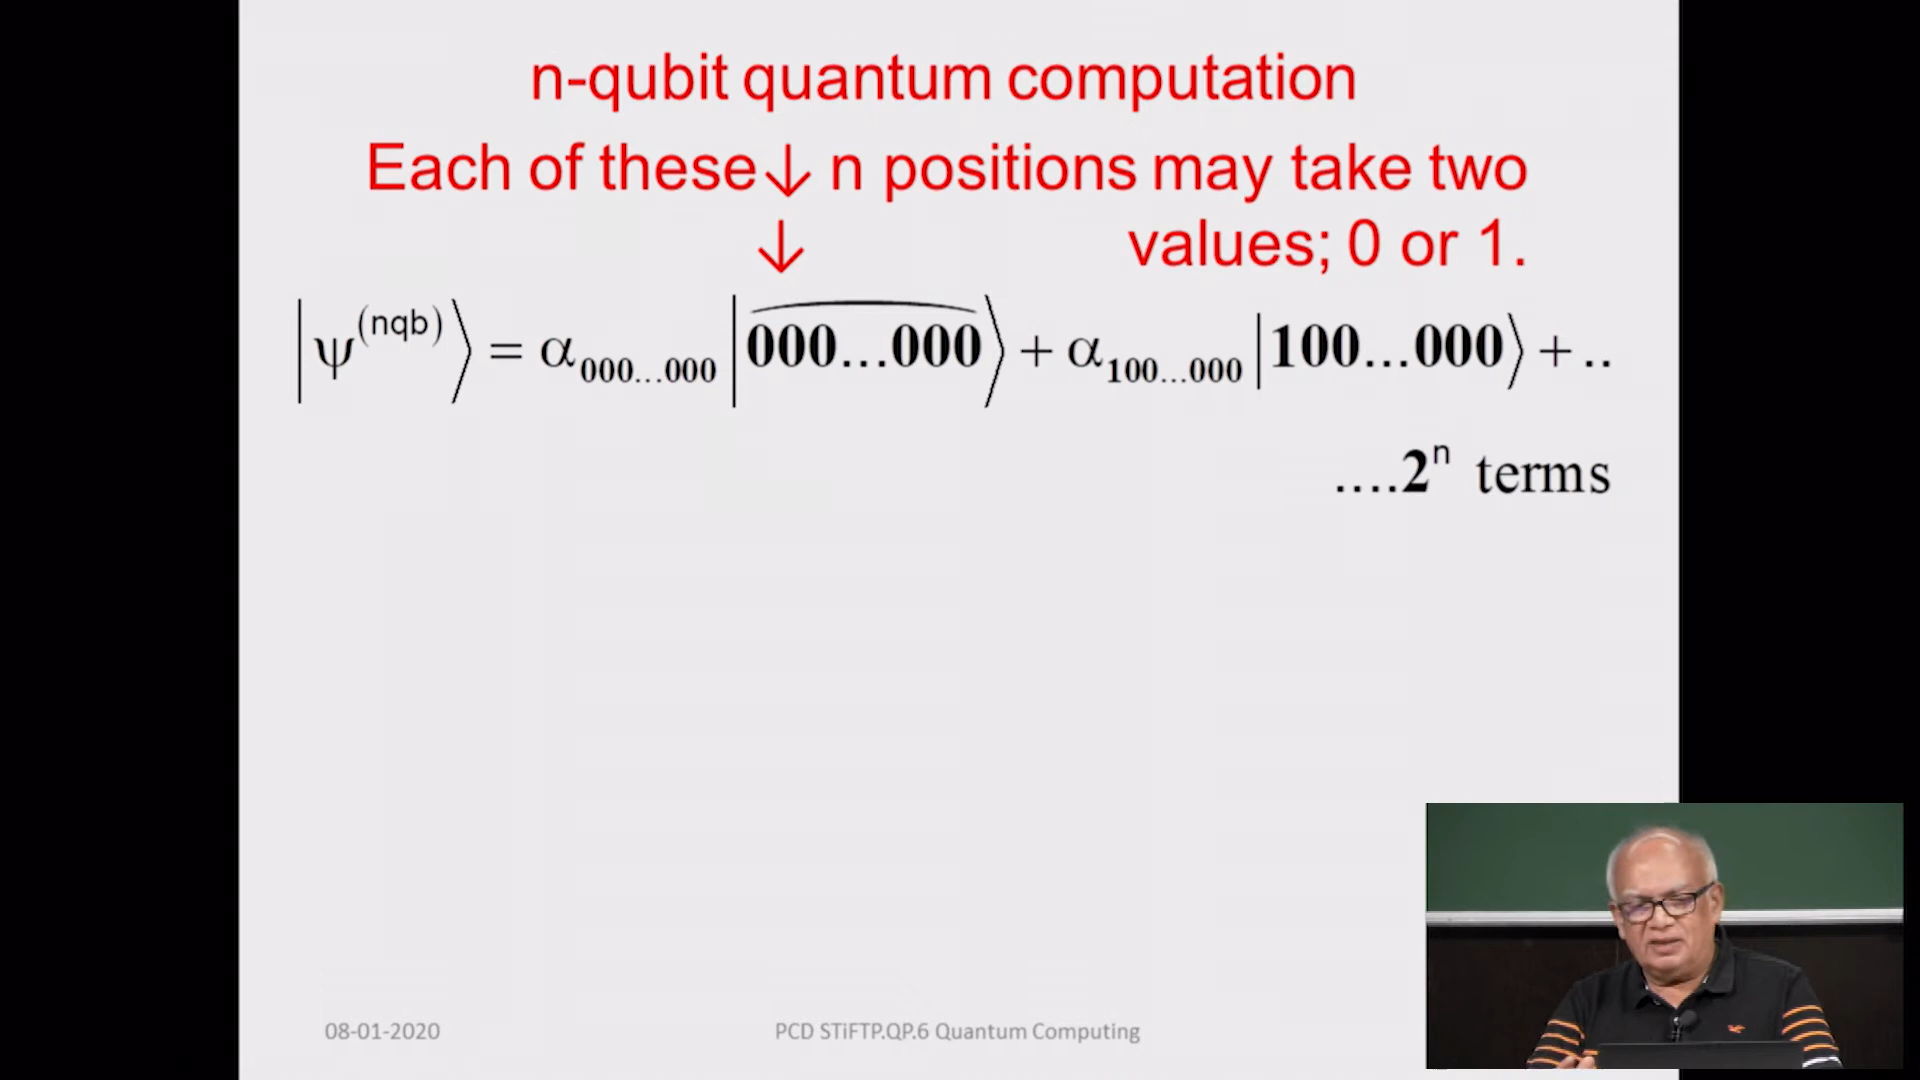 n-qubit quantum computation
Each of these↓ n positions may take two
↓ values; 0 or 1.
|ψ^(nqb)⟩ = α_000...000 |000...000⟩ + α_100...000 |100...000⟩ + ..
....2^n terms
08-01-2020 PCD STiFTP.QP.6 Quantum Computing